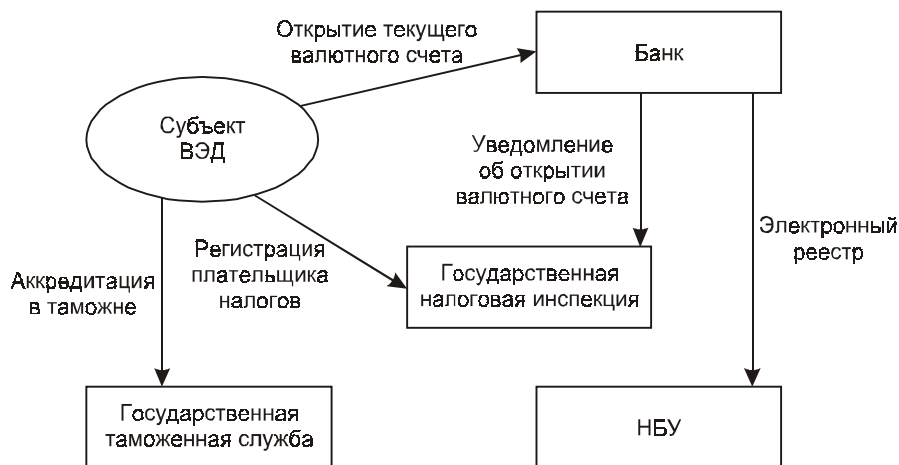 Открытие текущего
валютного счета
Банк
Субъект
ВЭД
Уведомление
об открытии
валютного счета
Электронный
реестр
Регистрация
плательщика
налогов
Аккредитация
в таможне
Государственная
налоговая инспекция
Государственная
таможенная служба
НБУ